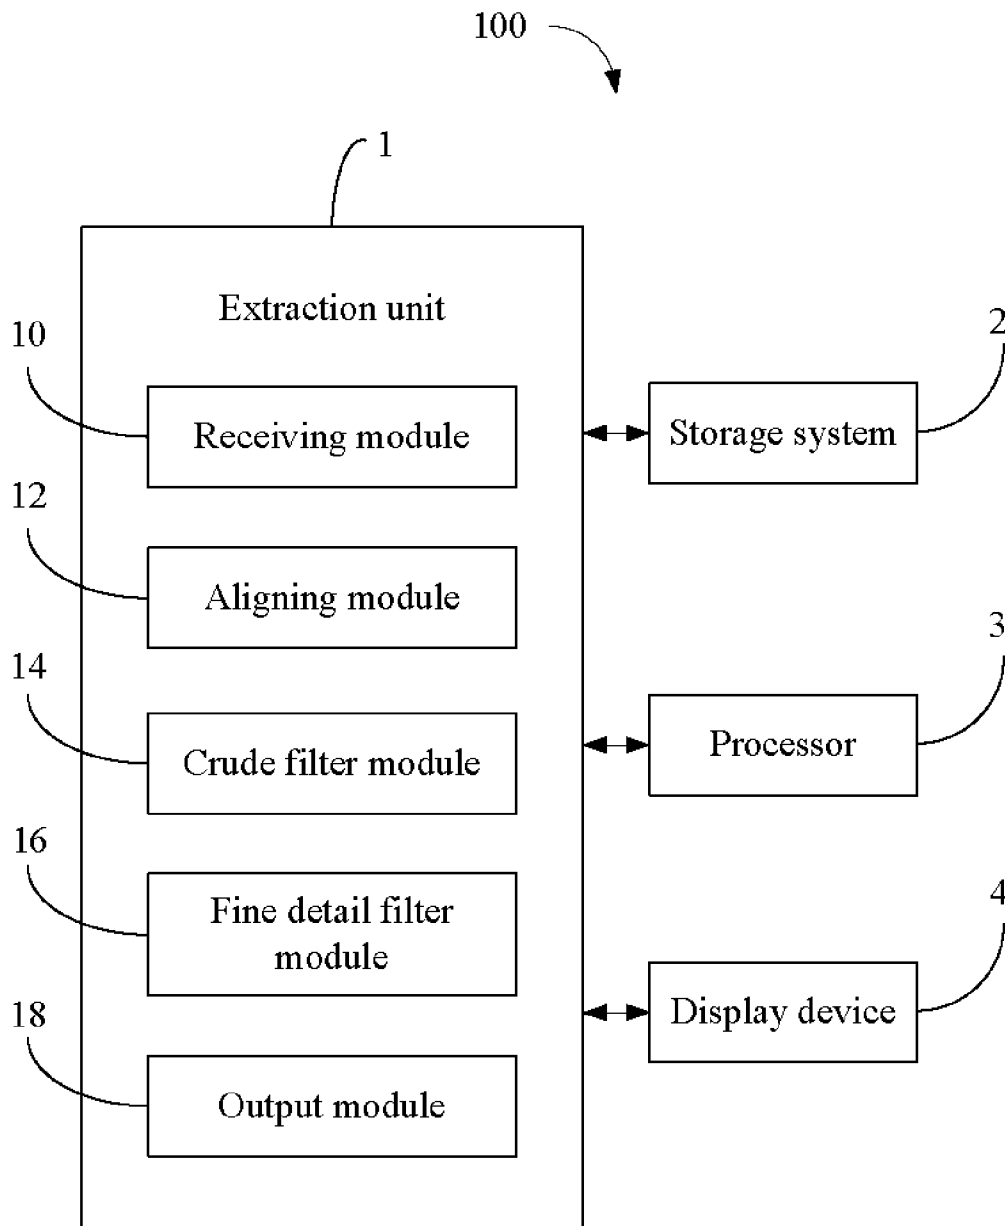 100
1
Extraction unit
10
Receiving module
12
Aligning module
14
Crude filter module
16
Fine detail filter
module
18
Output module
2
Storage system
3
Processor
4
Display device